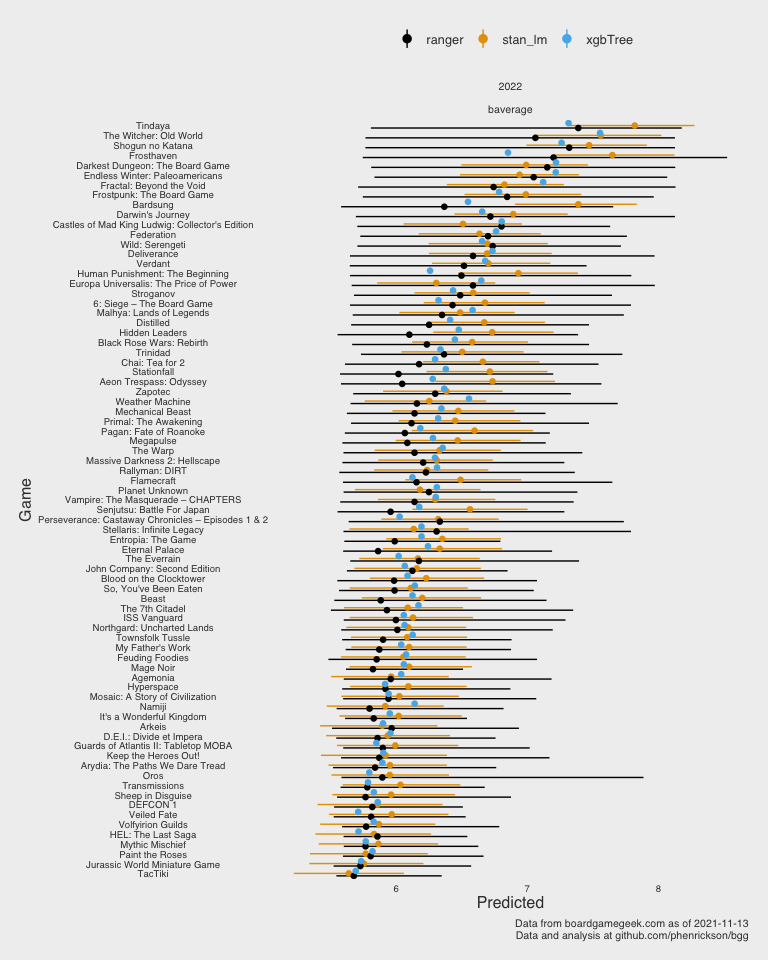 ranger stan_lm xgbTree
2022
baverage
Tindaya
The Witcher: Old World
Shogun no Katana
Frosthaven
Darkest Dungeon: The Board Game
Endless Winter: Paleoamericans
Fractal: Beyond the Void
Frostpunk: The Board Game
Bardsung
Darwin's Journey
Castles of Mad King Ludwig: Collector's Edition
Federation
Wild: Serengeti
Deliverance
Verdant
Human Punishment: The Beginning
Europa Universalis: The Price of Power
Stroganov
6: Siege – The Board Game
Malhya: Lands of Legends
Distilled
Hidden Leaders
Black Rose Wars: Rebirth
Trinidad
Chai: Tea for 2
Stationfall
Aeon Trespass: Odyssey
Zapotec
Weather Machine
Mechanical Beast
Primal: The Awakening
Pagan: Fate of Roanoke
Megapulse
The Warp
Massive Darkness 2: Hellscape
Rallyman: DIRT
Flamecraft
Planet Unknown
Vampire: The Masquerade – CHAPTERS
Senjutsu: Battle For Japan
Perseverance: Castaway Chronicles – Episodes 1 & 2
Stellaris: Infinite Legacy
Entropia: The Game
Eternal Palace
The Everrain
John Company: Second Edition
Blood on the Clocktower
So, You've Been Eaten
Beast
The 7th Citadel
ISS Vanguard
Northgard: Uncharted Lands
Townsfolk Tussle
My Father's Work
Feuding Foodies
Mage Noir
Agemonia
Hyperspace
Mosaic: A Story of Civilization
Namiji
It's a Wonderful Kingdom
Arkeis
D.E.I.: Divide et Impera
Guards of Atlantis II: Tabletop MOBA
Keep the Heroes Out!
Arydia: The Paths We Dare Tread
Oros
Transmissions
Sheep in Disguise
DEFCON 1
Veiled Fate
Volfyirion Guilds
HEL: The Last Saga
Mythic Mischief
Paint the Roses
Jurassic World Miniature Game
TacTiki
Game
6 7 8
Predicted
Data from boardgamegeek.com as of 2021-11-13
Data and analysis at github.com/phenrickson/bgg